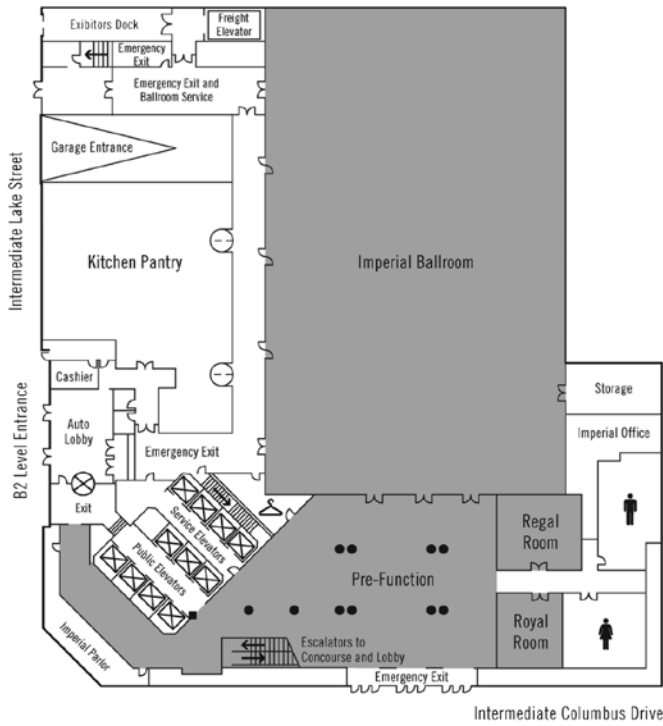 Exibitors Dock
Freight
Elevator
Emergency
Exit
Emergency Exit and
Ballroom Service
Garage Entrance
Intermediate Lake Street
Kitchen Pantry
Imperial Ballroom
Cashier
Storage
B2 Level Entrance
Auto
Lobby
Imperial Office
Emergency Exit
Exit
Service Elevators
Public Elevators
Regal
Room
Pre-Function
Royal
Room
Imperial Parlor
Escalators to
Concourse and Lobby
Emergency Exit
Intermediate Columbus Drive